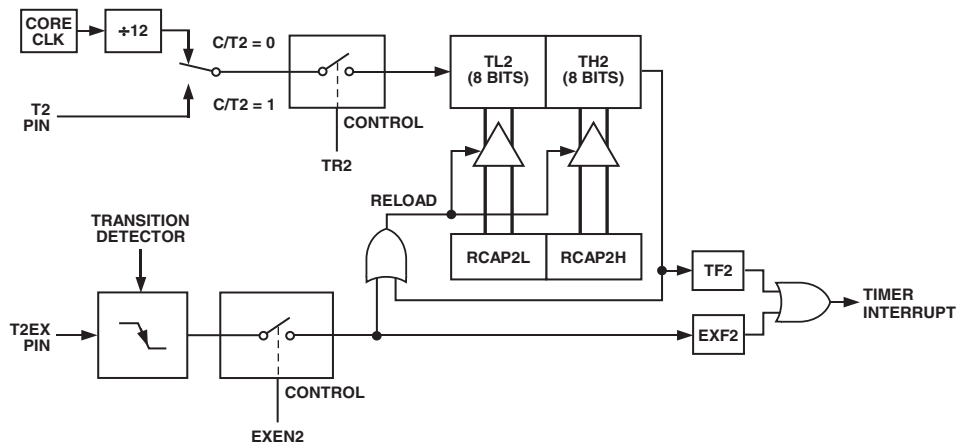 CORE
CLK
÷12
C/T2 = 0
C/T2 = 1
T2
PIN
CONTROL
TR2
TL2
(8 BITS)
TH2
(8 BITS)
RELOAD
RCAP2L
RCAP2H
TRANSITION
DETECTOR
T2EX
PIN
CONTROL
EXEN2
TF2
EXF2
TIMER
INTERRUPT